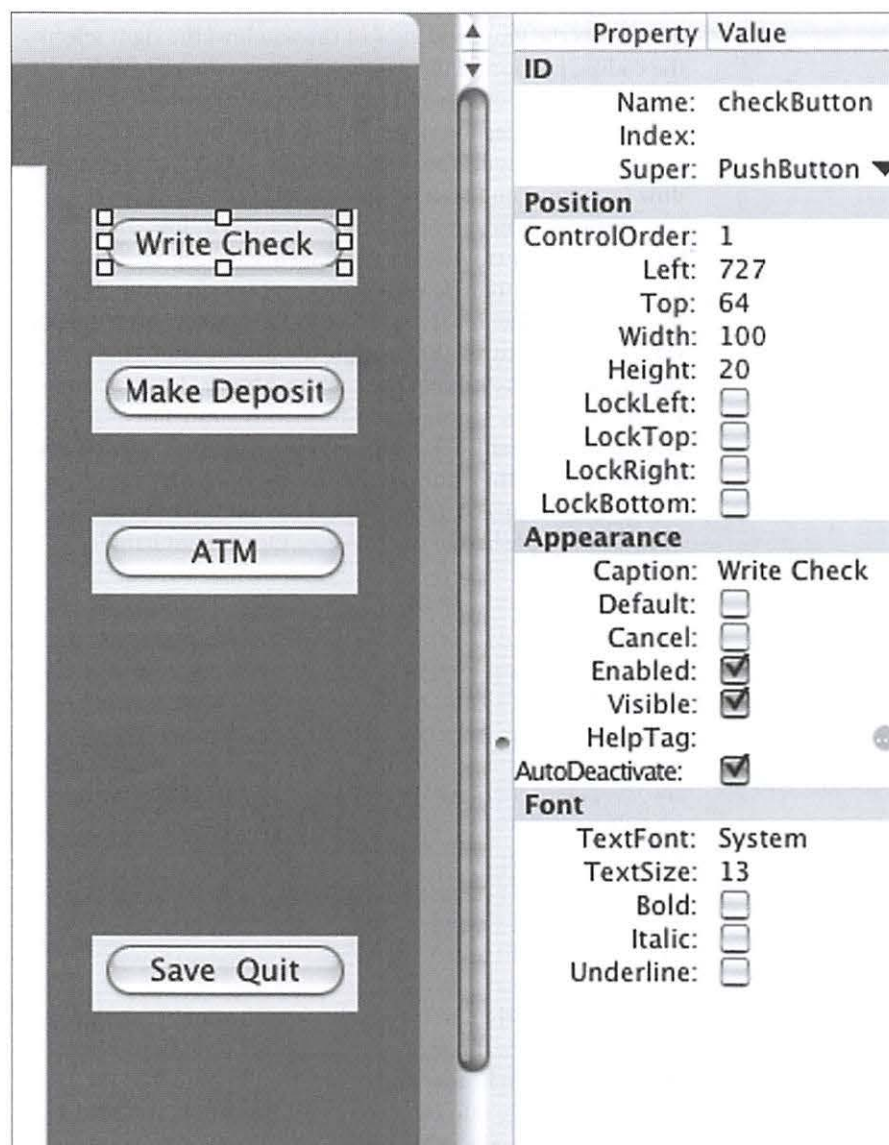 Write Check
Make Deposit
ATM
Save Quit
Property Value
ID
Name: checkButton
Index:
Super: PushButton
Position
ControlOrder: 1
Left: 727
Top: 64
Width: 100
Height: 20
LockLeft:
LockTop:
LockRight:
LockBottom:
Appearance
Caption: Write Check
Default:
Cancel:
Enabled:
Visible:
HelpTag:
AutoDeactivate:
Font
TextFont: System
TextSize: 13
Bold:
Italic:
Underline: